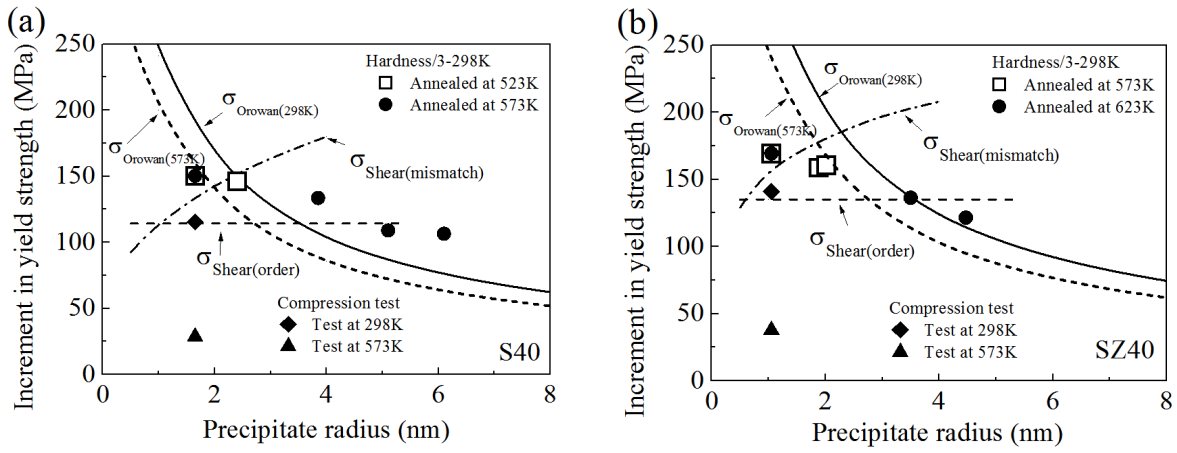 (a)
Increment in yield strength (MPa)
250
200
150
100
50
0
Hardness/3-298K
Annealed at 523K
Annealed at 573K
σOrowan(298K)
σOrowan(573K)
σShear(mismatch)
σShear(order)
Compression test
Test at 298K
Test at 573K
S40
0 2 4 6 8
Precipitate radius (nm)
(b)
Increment in yield strength (MPa)
250
200
150
100
50
0
Hardness/3-298K
Annealed at 573K
Annealed at 623K
σOrowan(298K)
σOrowan(573K)
σShear(mismatch)
σShear(order)
Compression test
Test at 298K
Test at 573K
SZ40
0 2 4 6 8
Precipitate radius (nm)